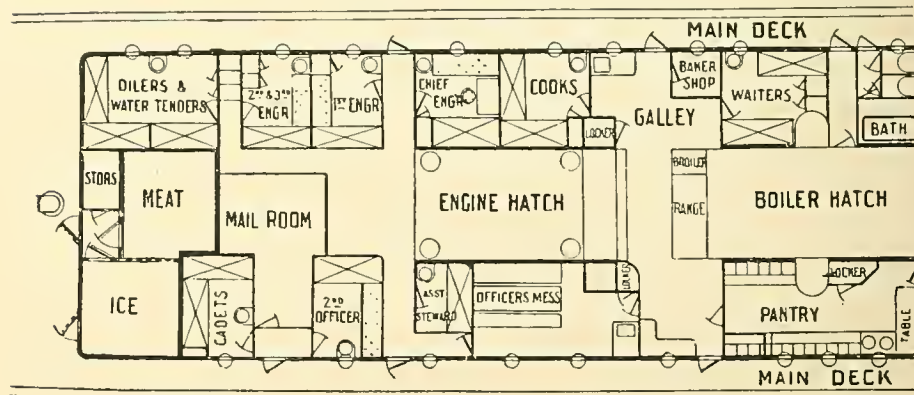 MAIN DECK
OILERS &
WATER TENDERS
2ND & 3RD
ENGR
1ST ENGR
CHIEF
ENGR
COOKS
LOCKER
GALLEY
BAKER
SHOP
WAITERS
BATH
STORS
MEAT
MAIL ROOM
ENGINE HATCH
BROILER
RANGE
BOILER HATCH
ICE
CADETS
2ND
OFFICER
ASST
STEWARD
OFFICERS MESS
LOCKER
LOCKER
PANTRY
TABLE
MAIN DECK